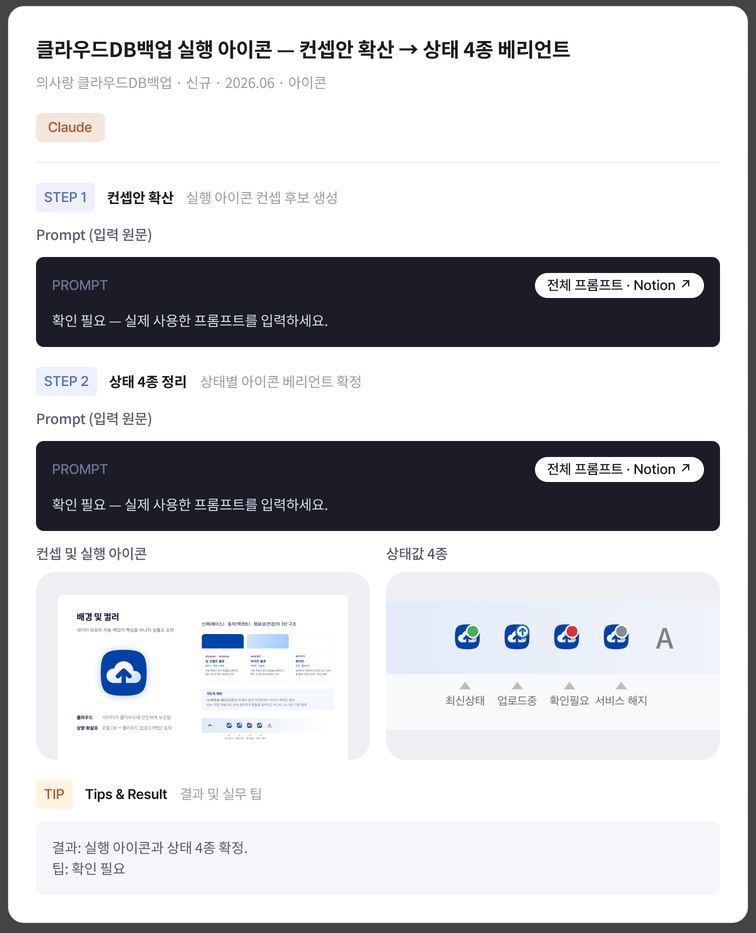 클라우드DB백업 실행 아이콘 — 컨셉안 확산 → 상태 4종 베리언트
의사랑 클라우드DB백업 · 신규 · 2026.06 · 아이콘
Claude
STEP 1 컨셉안 확산 실행 아이콘 컨셉 후보 생성
Prompt (입력 원문)
PROMPT 전체 프롬프트 · Notion ↗
확인 필요 — 실제 사용한 프롬프트를 입력하세요.
STEP 2 상태 4종 정리 상태별 아이콘 베리언트 확정
Prompt (입력 원문)
PROMPT 전체 프롬프트 · Notion ↗
확인 필요 — 실제 사용한 프롬프트를 입력하세요.
컨셉 및 실행 아이콘
배경 및 컬러
클라우드
상향 화살표
상태값 4종
A
최신상태 업로드중 확인필요 서비스 해지
TIP Tips & Result 결과 및 실무 팁
결과: 실행 아이콘과 상태 4종 확정.
팁: 확인 필요